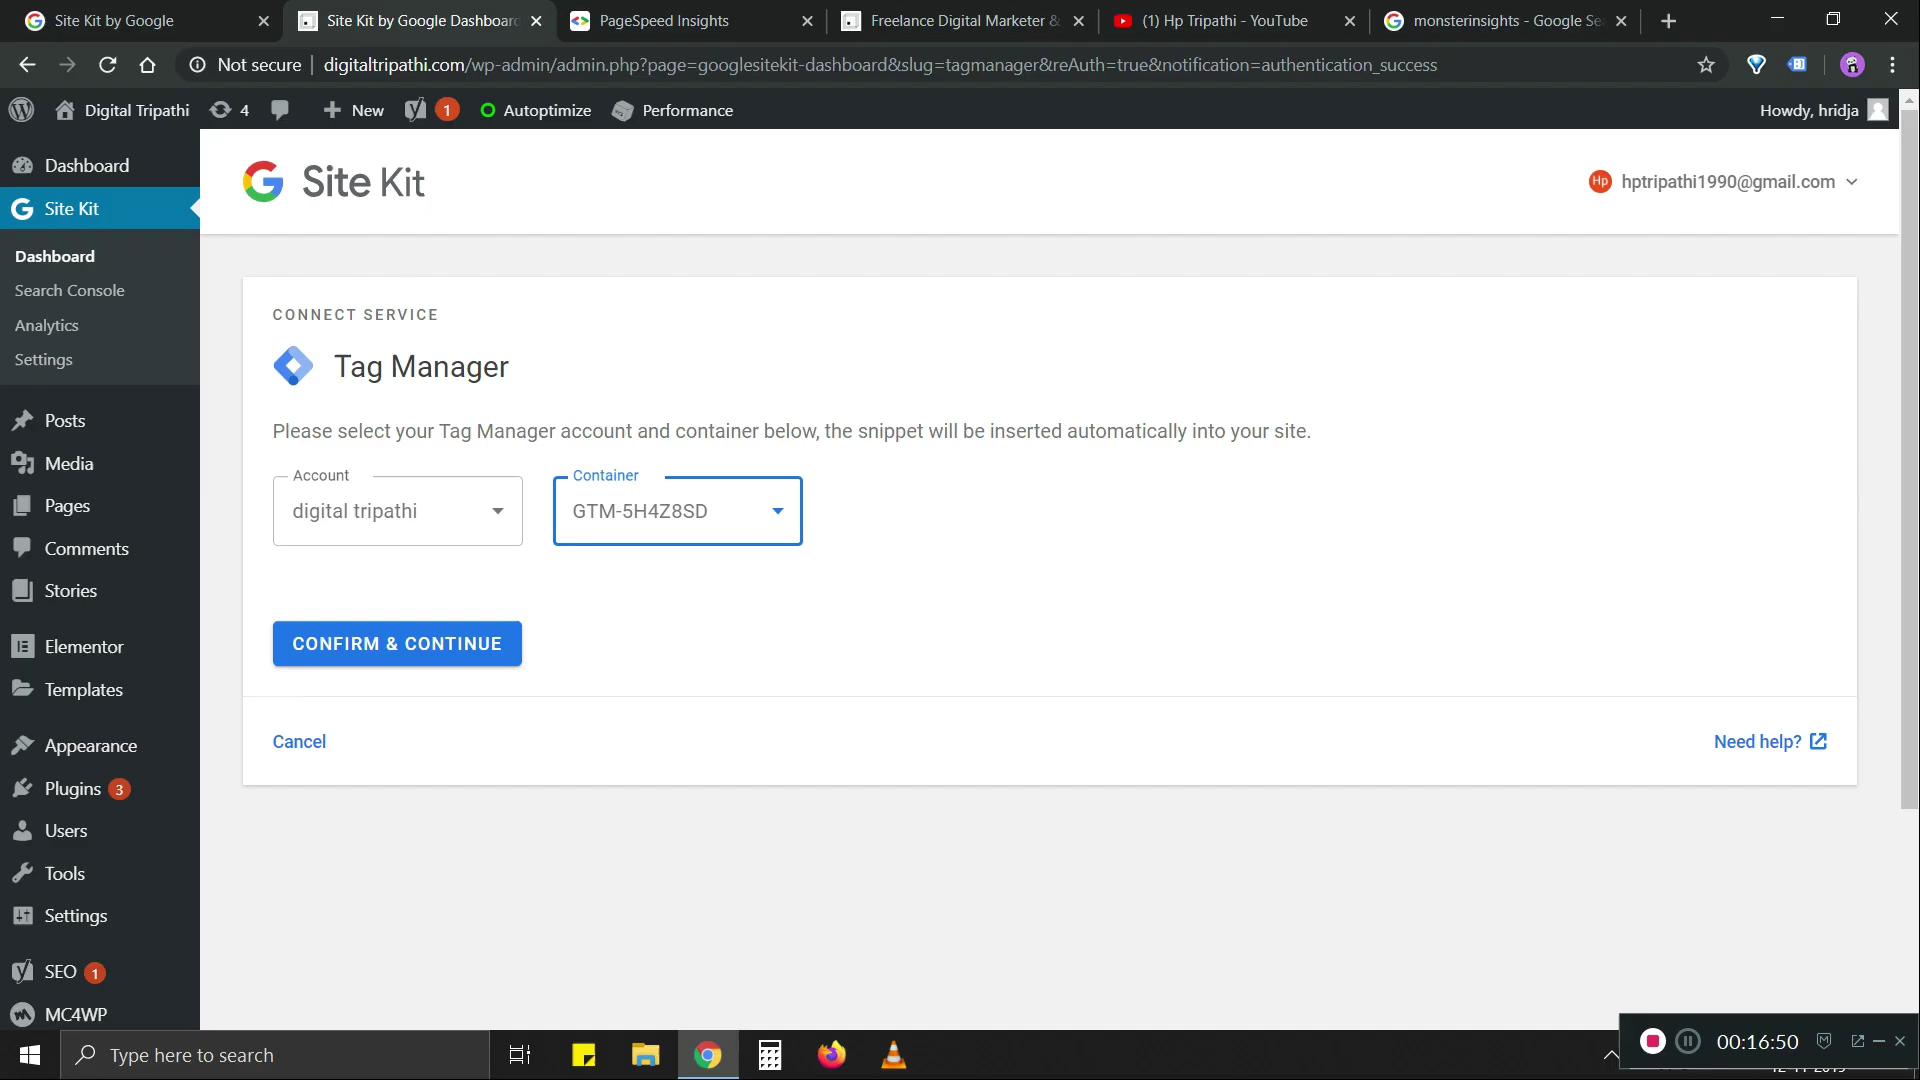 Site Kit by Google
Site Kit by Google Dashboard
PageSpeed Insights
Freelance Digital Marketer &
(1) Hp Tripathi - YouTube
monsterinsights - Google Se
Not secure
digitaltripathi.com/wp-admin/admin.php?page=googlesitekit-dashboard&slug=tagmanager&reAuth=true&notification=authentication_success
Digital Tripathi
4
New
1
Autoptimize
Performance
Howdy, hridja
Dashboard
Site Kit
Dashboard
Search Console
Analytics
Settings
Posts
Media
Pages
Comments
Stories
Elementor
Templates
Appearance
Plugins 3
Users
Tools
Settings
SEO 1
MC4WP
Site Kit
Hp hptripathi1990@gmail.com
CONNECT SERVICE
Tag Manager
Please select your Tag Manager account and container below, the snippet will be inserted automatically into your site.
Account
digital tripathi
Container
GTM-5H4Z8SD
CONFIRM & CONTINUE
Cancel
Need help?
Type here to search
00:16:50